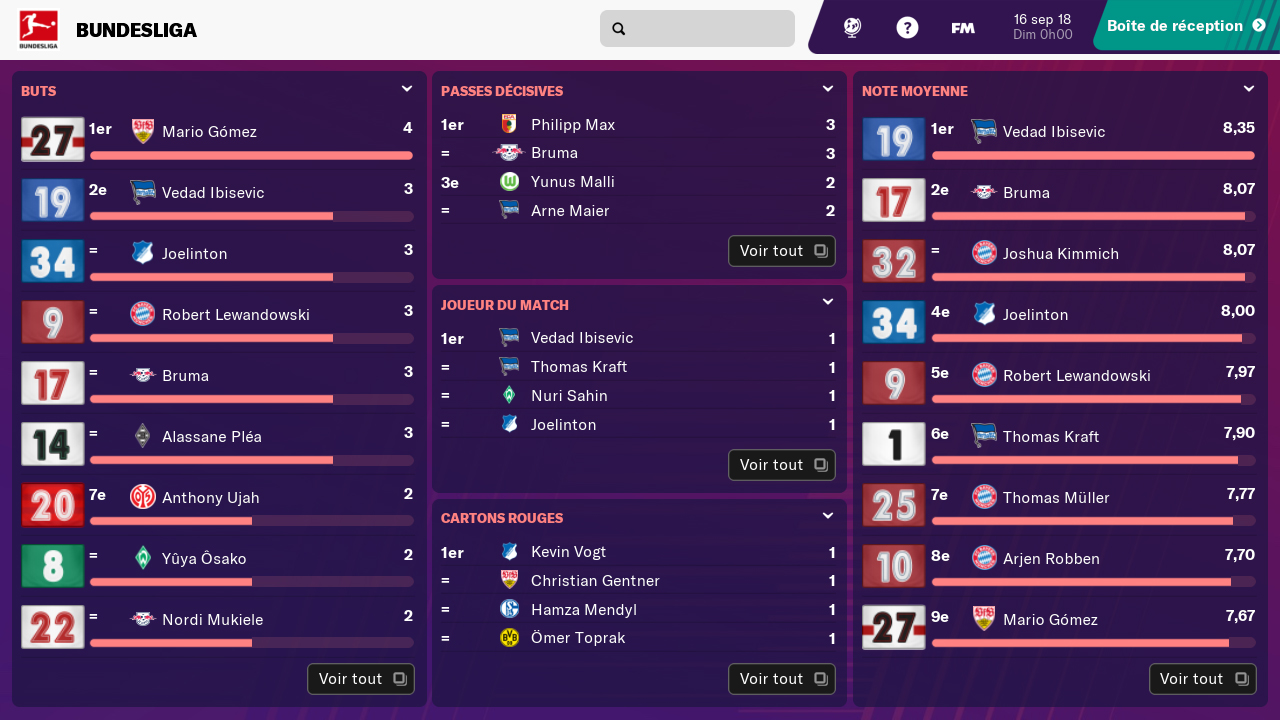 BUNDESLIGA
BUNDESLIGA
FM
16 sep 18
Dim 0h00
Boîte de réception
BUTS
27 1er Mario Gómez 4
19 2e Vedad Ibisevic 3
34 = Joelinton 3
9 = Robert Lewandowski 3
17 = Bruma 3
14 = Alassane Pléa 3
20 7e Anthony Ujah 2
8 = Yûya Ôsako 2
22 = Nordi Mukiele 2
Voir tout
PASSES DÉCISIVES
1er Philipp Max 3
= Bruma 3
3e Yunus Malli 2
= Arne Maier 2
Voir tout
JOUEUR DU MATCH
1er Vedad Ibisevic 1
= Thomas Kraft 1
= Nuri Sahin 1
= Joelinton 1
Voir tout
CARTONS ROUGES
1er Kevin Vogt 1
= Christian Gentner 1
= Hamza Mendyl 1
= Ömer Toprak 1
Voir tout
NOTE MOYENNE
19 1er Vedad Ibisevic 8,35
17 2e Bruma 8,07
32 = Joshua Kimmich 8,07
34 4e Joelinton 8,00
9 5e Robert Lewandowski 7,97
1 6e Thomas Kraft 7,90
25 7e Thomas Müller 7,77
10 8e Arjen Robben 7,70
27 9e Mario Gómez 7,67
Voir tout